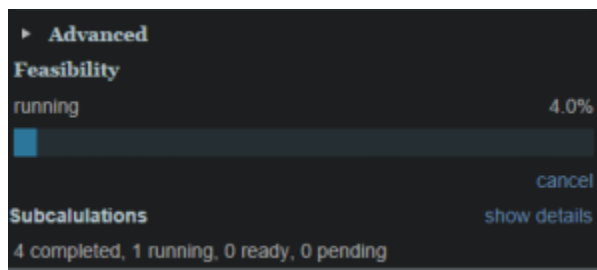 Advanced
Feasibility
running 4.0%
cancel
Subcalulations show details
4 completed, 1 running, 0 ready, 0 pending